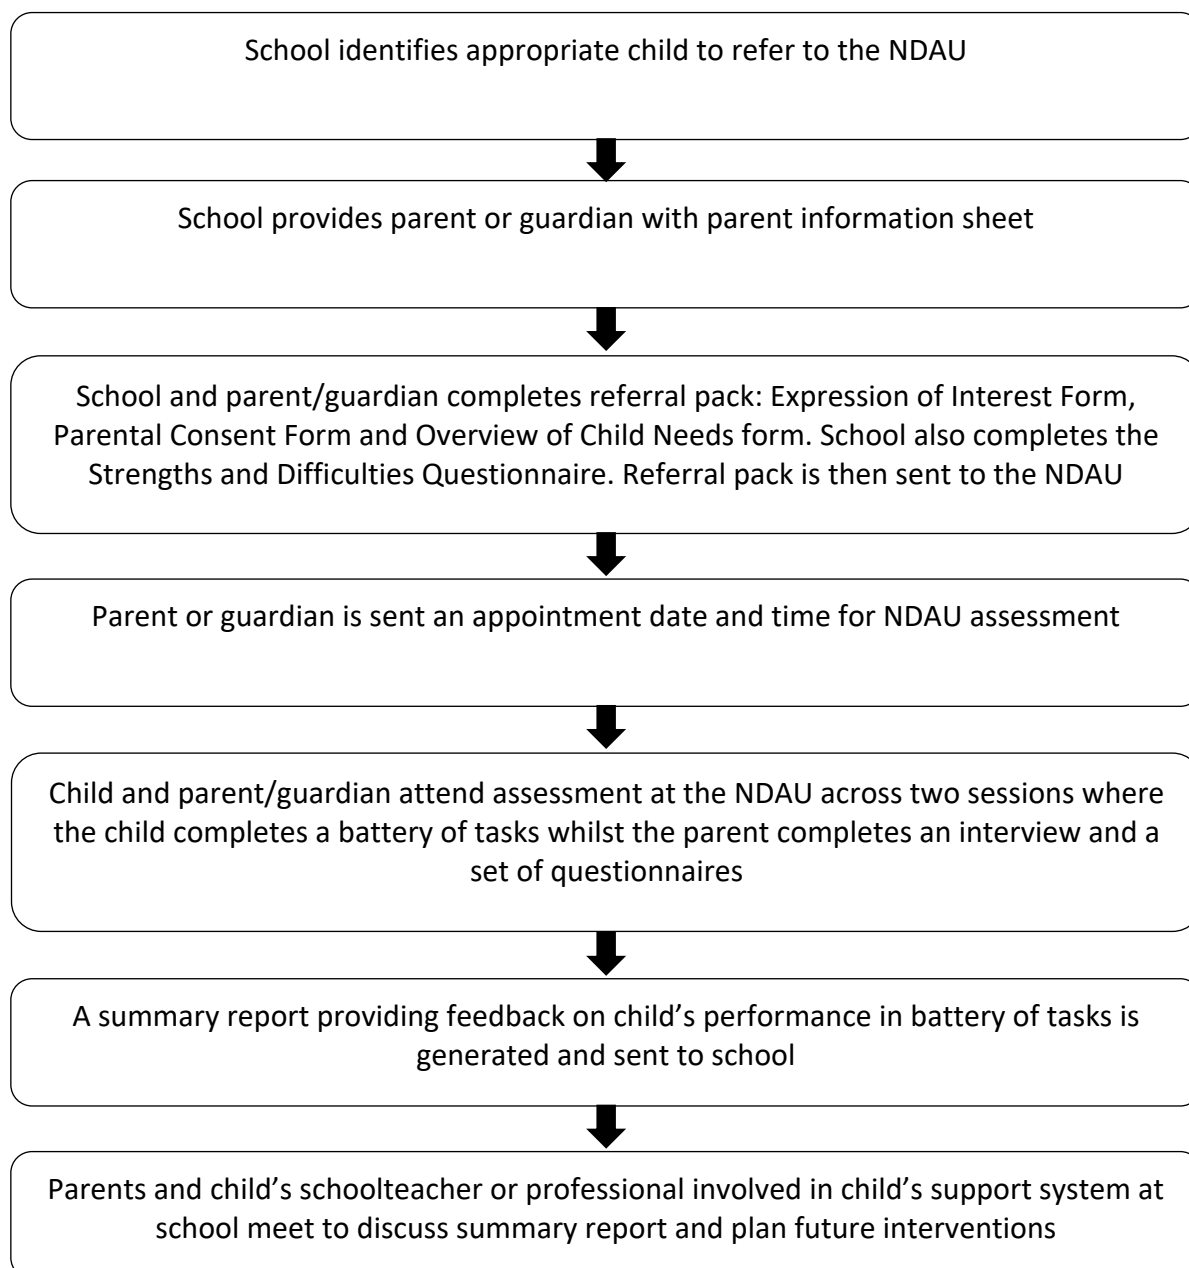 School identifies appropriate child to refer to the NDAU
School provides parent or guardian with parent information sheet
School and parent/guardian completes referral pack: Expression of Interest Form,
Parental Consent Form and Overview of Child Needs form. School also completes the
Strengths and Difficulties Questionnaire. Referral pack is then sent to the NDAU
Parent or guardian is sent an appointment date and time for NDAU assessment
Child and parent/guardian attend assessment at the NDAU across two sessions where
the child completes a battery of tasks whilst the parent completes an interview and a
set of questionnaires
A summary report providing feedback on child’s performance in battery of tasks is
generated and sent to school
Parents and child’s schoolteacher or professional involved in child’s support system at
school meet to discuss summary report and plan future interventions